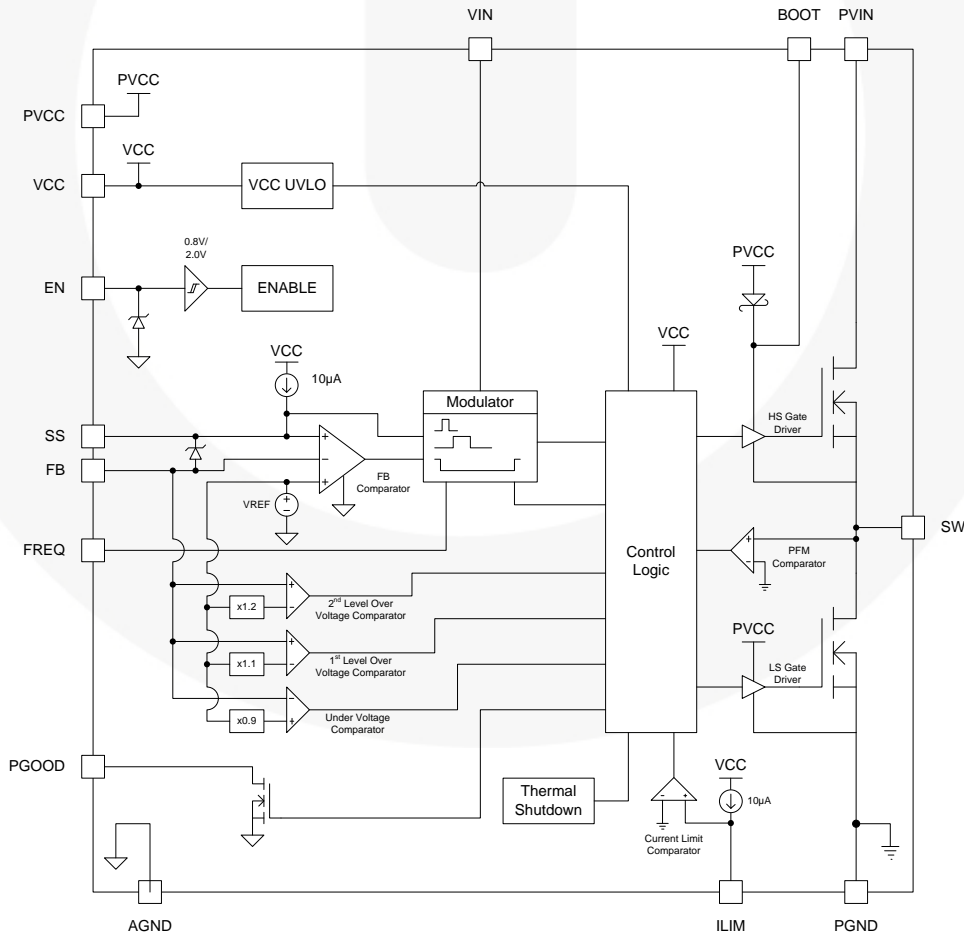 VIN
BOOT
PVIN
PVCC
PVCC
VCC
VCC
VCC UVLO
EN
0.8V/
2.0V
ENABLE
PVCC
VCC
VCC
10µA
Modulator
SS
FB
HS Gate
Driver
FB
Comparator
VREF
FREQ
SW
Control
Logic
PFM
Comparator
x1.2
2nd Level Over
Voltage Comparator
x1.1
1st Level Over
Voltage Comparator
PVCC
LS Gate
Driver
x0.9
Under Voltage
Comparator
PGOOD
Thermal
Shutdown
VCC
10µA
Current Limit
Comparator
AGND
ILIM
PGND